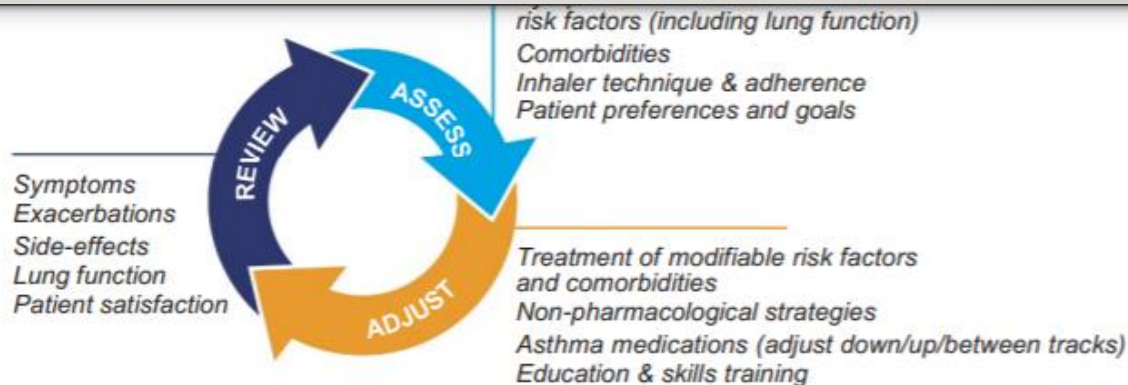 risk factors (including lung function)
Comorbidities
Inhaler technique & adherence
Patient preferences and goals
ASSESS
REVIEW
Symptoms
Exacerbations
Side-effects
Lung function
Patient satisfaction
ADJUST
Treatment of modifiable risk factors
and comorbidities
Non-pharmacological strategies
Asthma medications (adjust down/up/between tracks)
Education & skills training